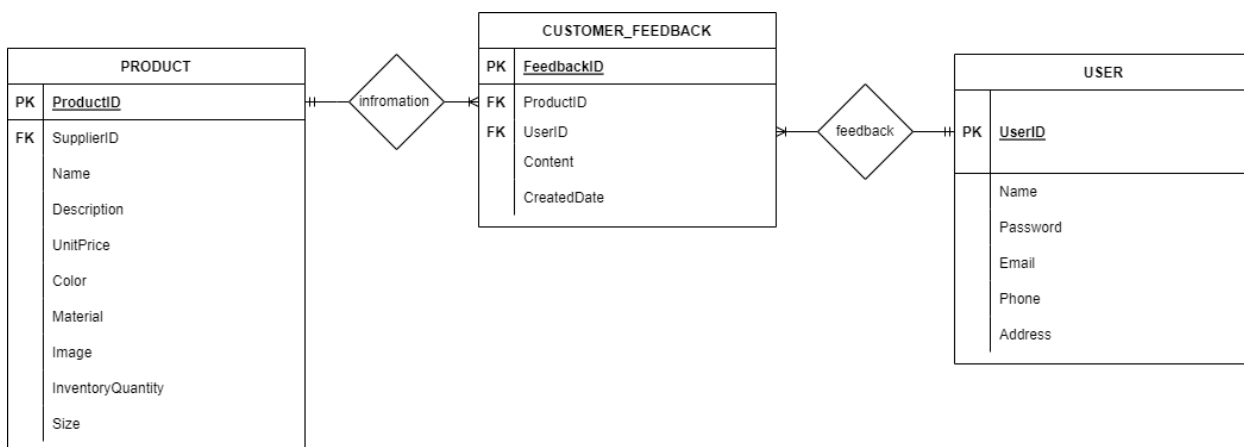 PRODUCT
PK ProductID
FK SupplierID
Name
Description
UnitPrice
Color
Material
Image
InventoryQuantity
Size
infromation
CUSTOMER_FEEDBACK
PK FeedbackID
FK ProductID
FK UserID
Content
CreatedDate
feedback
USER
PK UserID
Name
Password
Email
Phone
Address